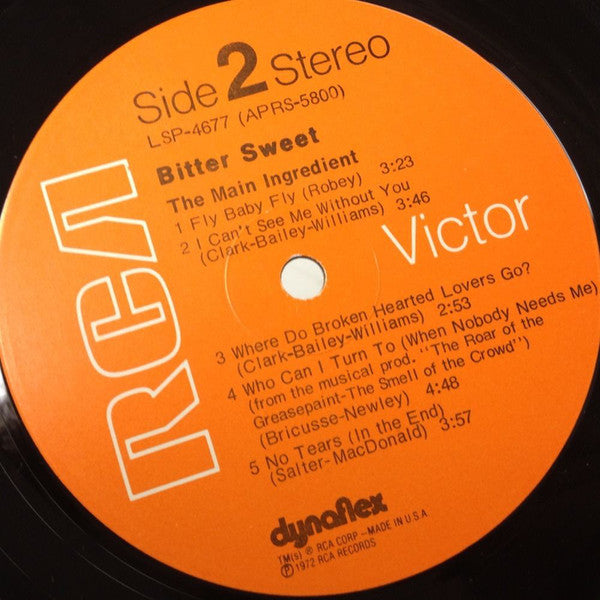 Side 2 Stereo
LSP-4677 (APRS-5800)
Bitter Sweet
The Main Ingredient
1 Fly Baby Fly (Robey) 3:23
2 I Can't See Me Without You
(Clark-Bailey-Williams) 3:46
RCA
Victor
3 Where Do Broken Hearted Lovers Go?
(Clark-Bailey-Williams) 2:53
4 Who Can I Turn To (When Nobody Needs Me)
(from the musical prod. "The Roar of the
Greasepaint-The Smell of the Crowd")
(Bricusse-Newley) 4:48
5 No Tears (In the End)
(Salter-MacDonald) 3:57
dynaflex
TM(s) ® RCA CORP-MADE IN U.S.A.
℗ 1972 RCA RECORDS